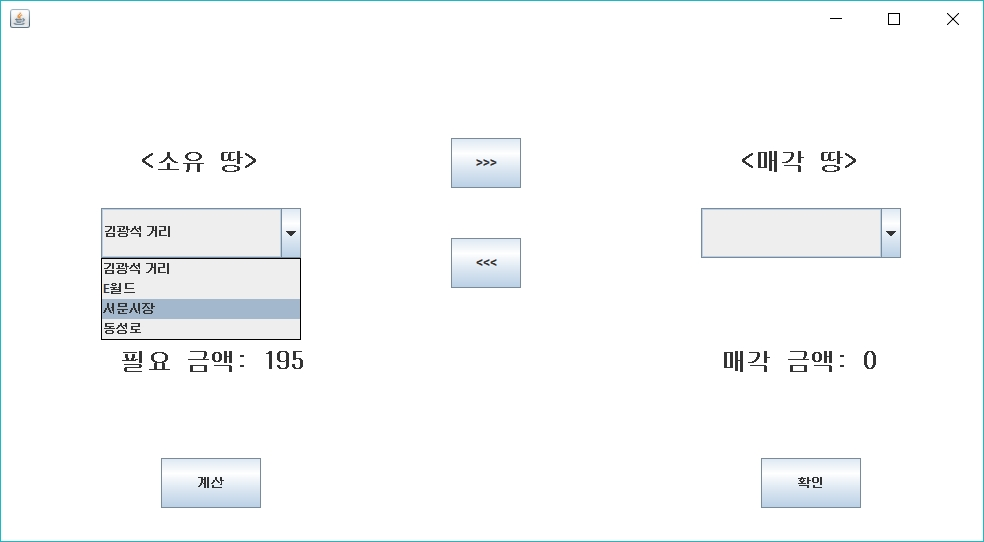 <소유 땅>
>>>
<매각 땅>
김광석 거리
<<<
김광석 거리
E월드
서문시장
동성로
필요 금액: 195
매각 금액: 0
계산
확인